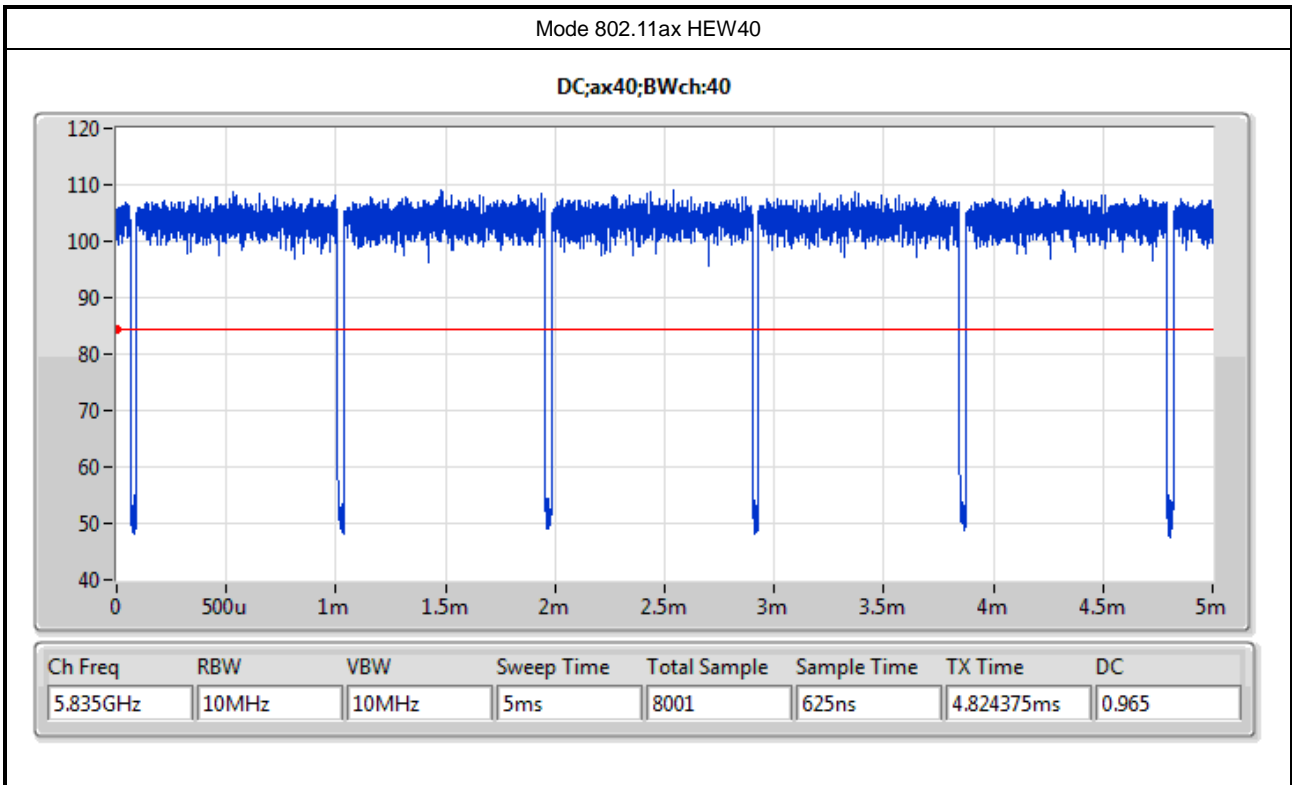 Mode 802.11ax HEW40
DC;ax40;BWch:40
120
110
100
90
80
70
60
50
40
0 500u 1m 1.5m 2m 2.5m 3m 3.5m 4m 4.5m 5m
Ch Freq RBW VBW Sweep Time Total Sample Sample Time TX Time DC
5.835GHz 10MHz 10MHz 5ms 8001 625ns 4.824375ms 0.965